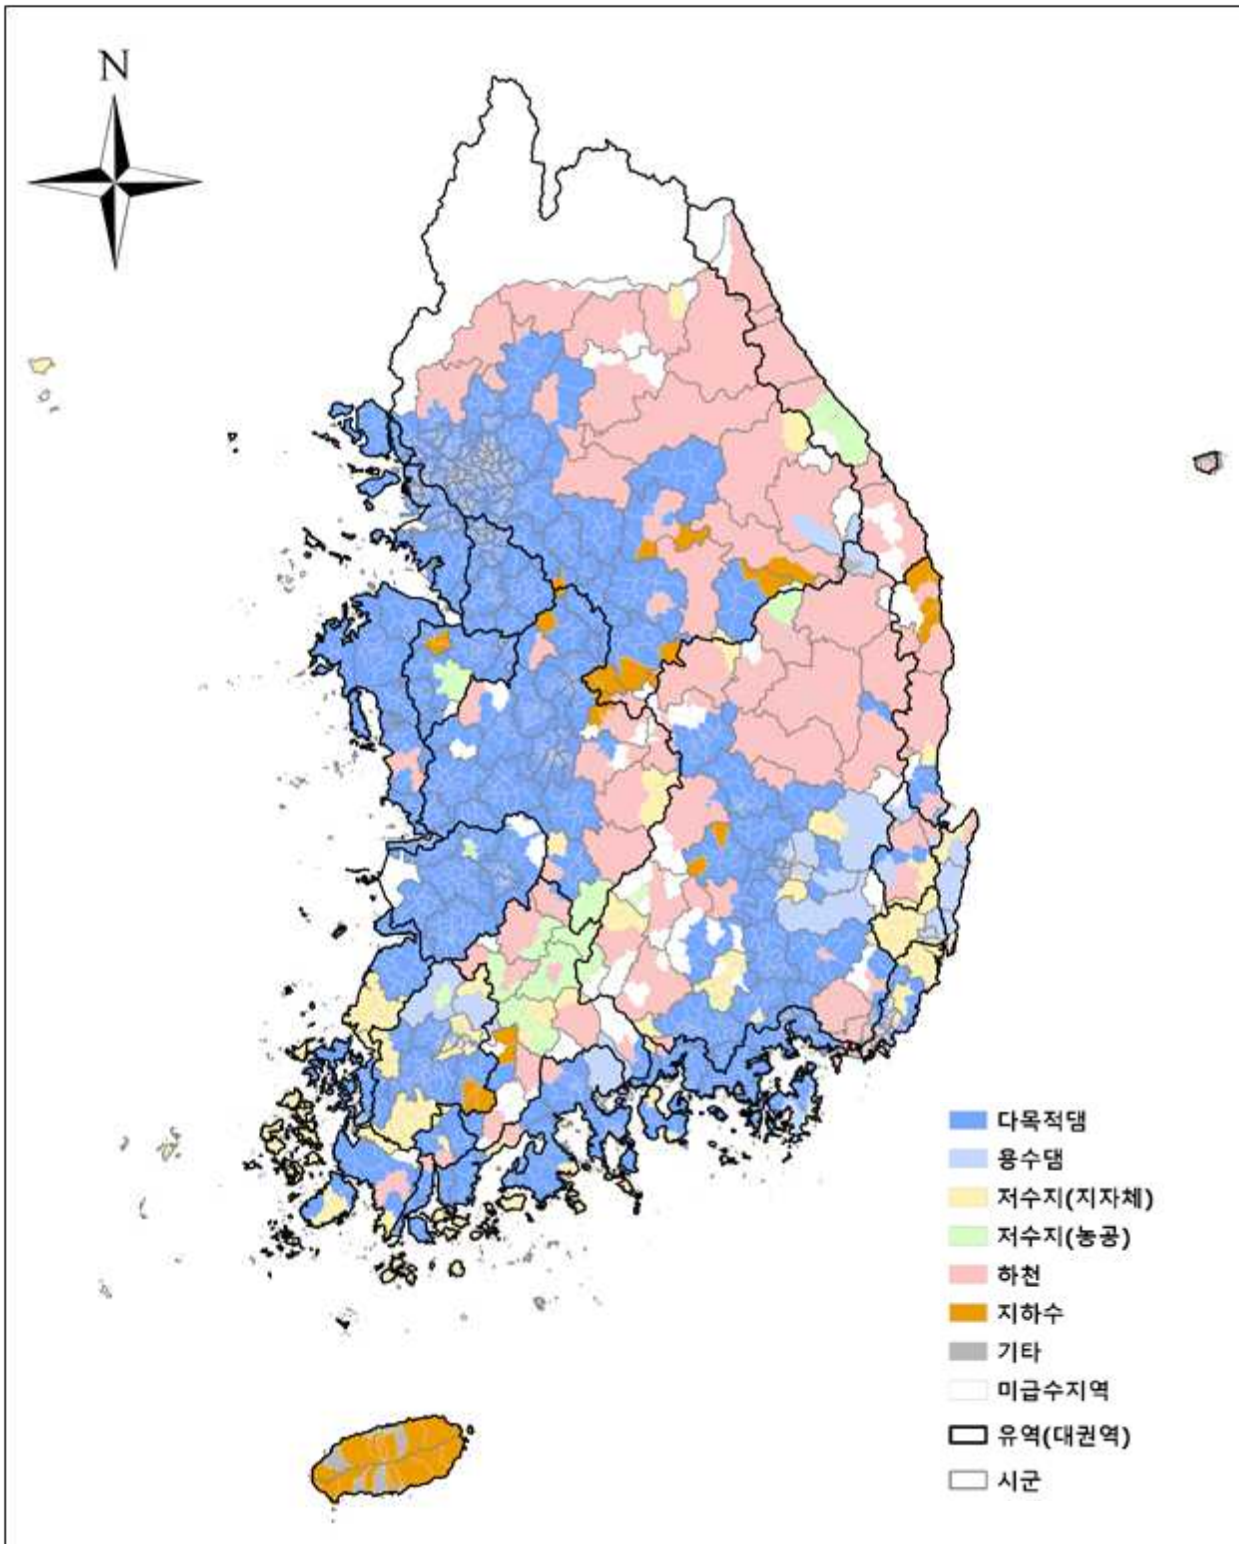 N
다목적댐
용수댐
저수지(지자체)
저수지(농공)
하천
지하수
기타
미급수지역
유역(대권역)
시군